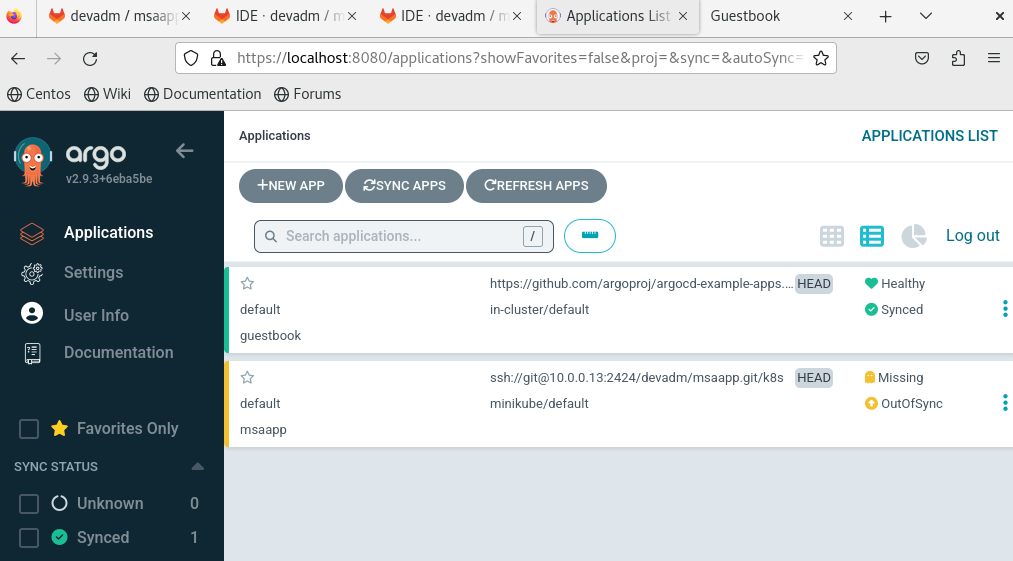 devadm / msaap
IDE · devadm / m
IDE · devadm / m
Applications List
Guestbook
https://localhost:8080/applications?showFavorites=false&proj=&sync=&autoSync=
Centos
Wiki
Documentation
Forums
argo
v2.9.3+6eba5be
Applications
Settings
User Info
Documentation
Favorites Only
SYNC STATUS
Unknown 0
Synced 1
Applications
APPLICATIONS LIST
NEW APP
SYNC APPS
REFRESH APPS
Search applications...
/
Log out
https://github.com/argoproj/argocd-example-apps.... HEAD
Healthy
default
in-cluster/default
Synced
guestbook
ssh://git@10.0.0.13:2424/devadm/msaapp.git/k8s HEAD
Missing
default
minikube/default
OutOfSync
msaapp